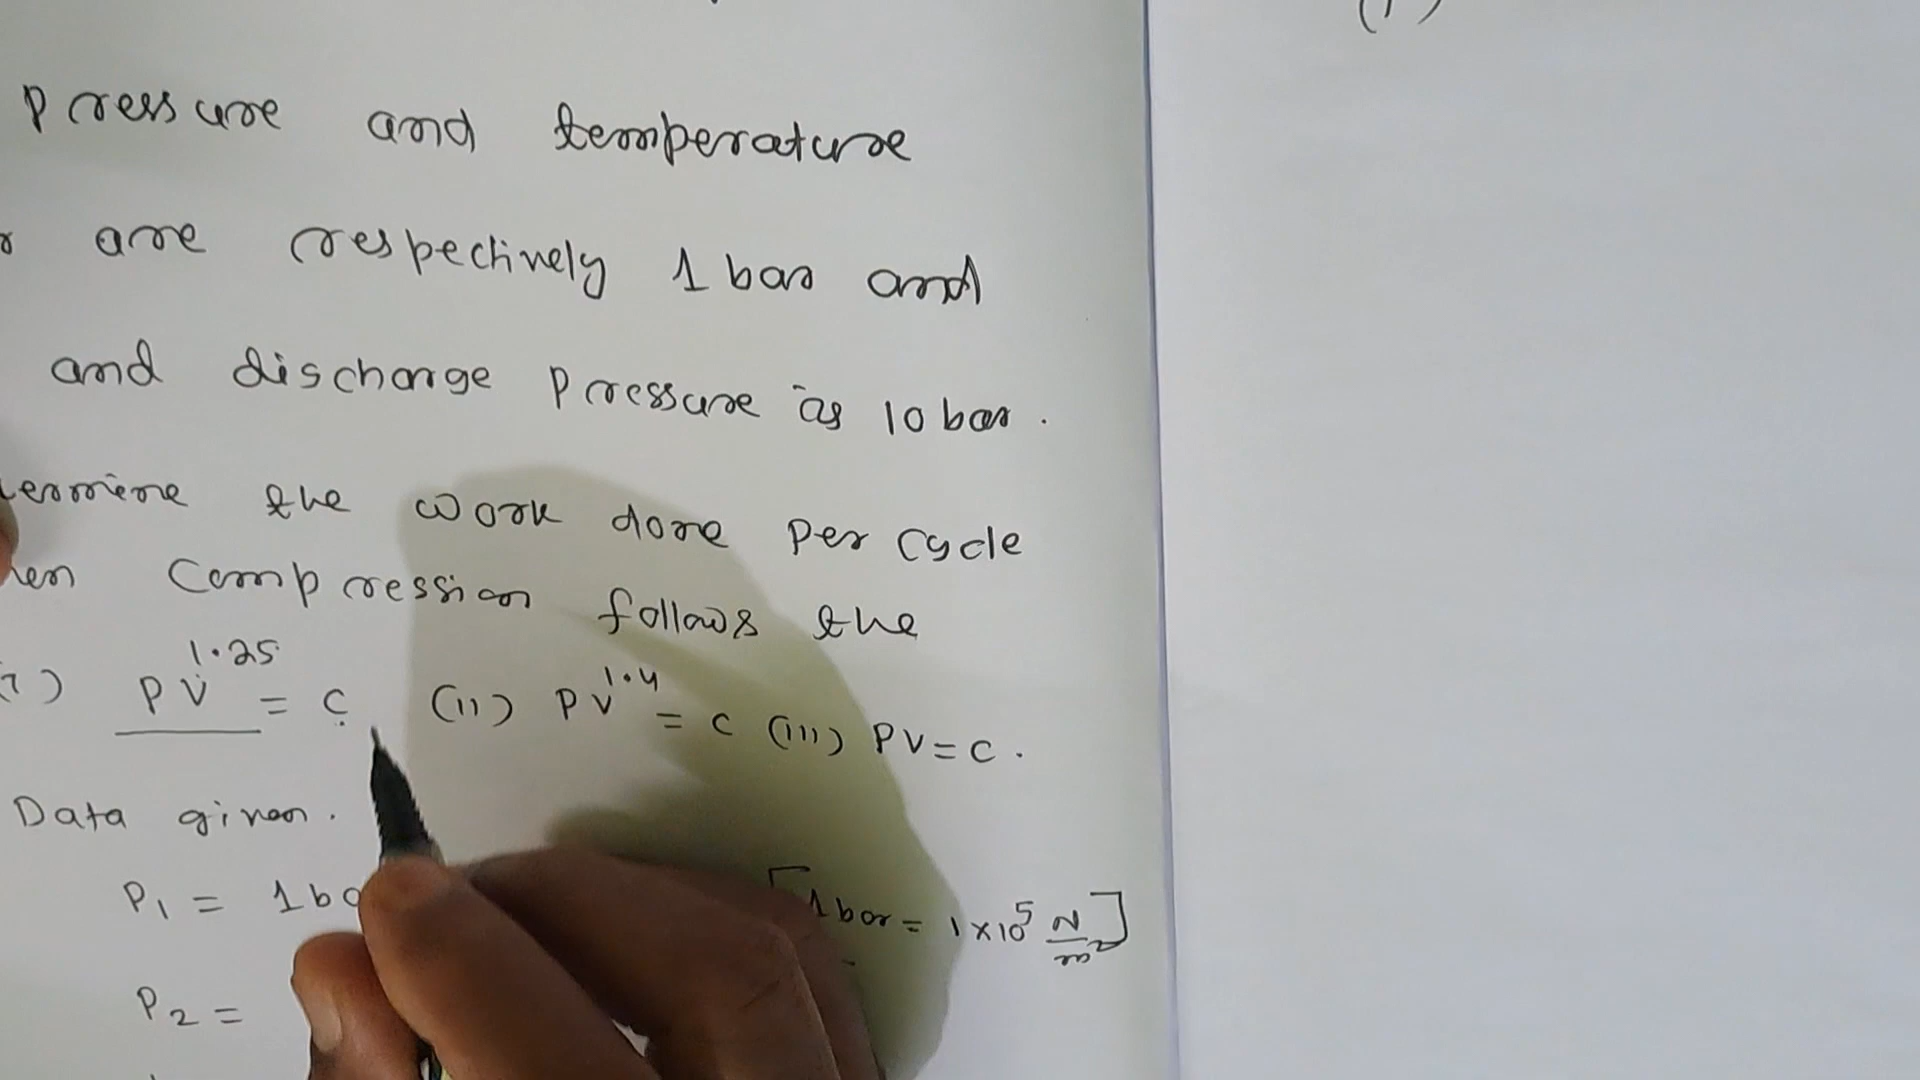 Pressure and temperature
are respectively 1 bar and
and discharge Pressure is 10 bar.
the work done per cycle
Compression follows the
PV^1.25 = C (ii) PV^1.4 = C (iii) PV = C.
Data given.
P₁ = 1 [1 bar = 1 × 10⁵ N/m²]
P₂ =